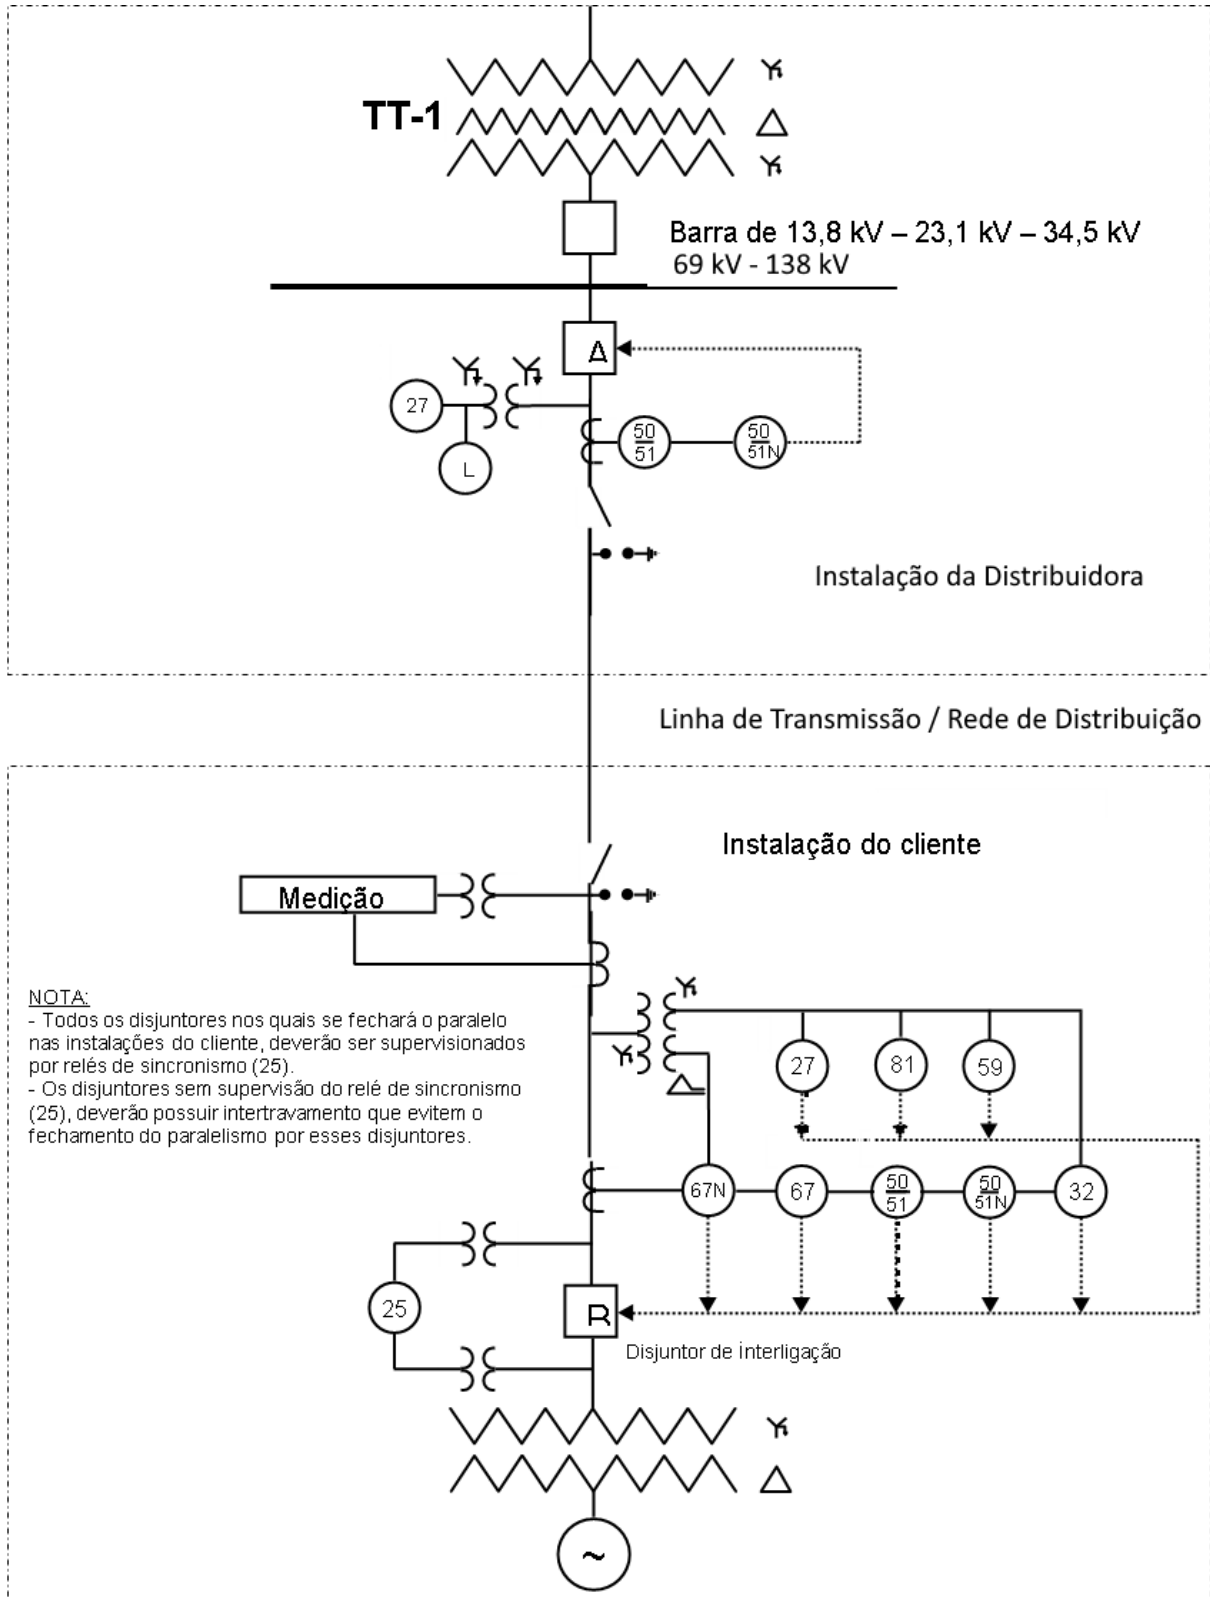 TT-1
Barra de 13,8 kV – 23,1 kV – 34,5 kV
69 kV - 138 kV
A
27
L
50
51
50
51N
Instalação da Distribuidora
Linha de Transmissão / Rede de Distribuição
Instalação do cliente
Medição
NOTA:
- Todos os disjuntores nos quais se fechará o paralelo
nas instalações do cliente, deverão ser supervisionados
por relés de sincronismo (25).
- Os disjuntores sem supervisão do relé de sincronismo
(25), deverão possuir intertravamento que evitem o
fechamento do paralelismo por esses disjuntores.
27
81
59
67N
67
50
51
50
51N
32
25
R
Disjuntor de interligação
~